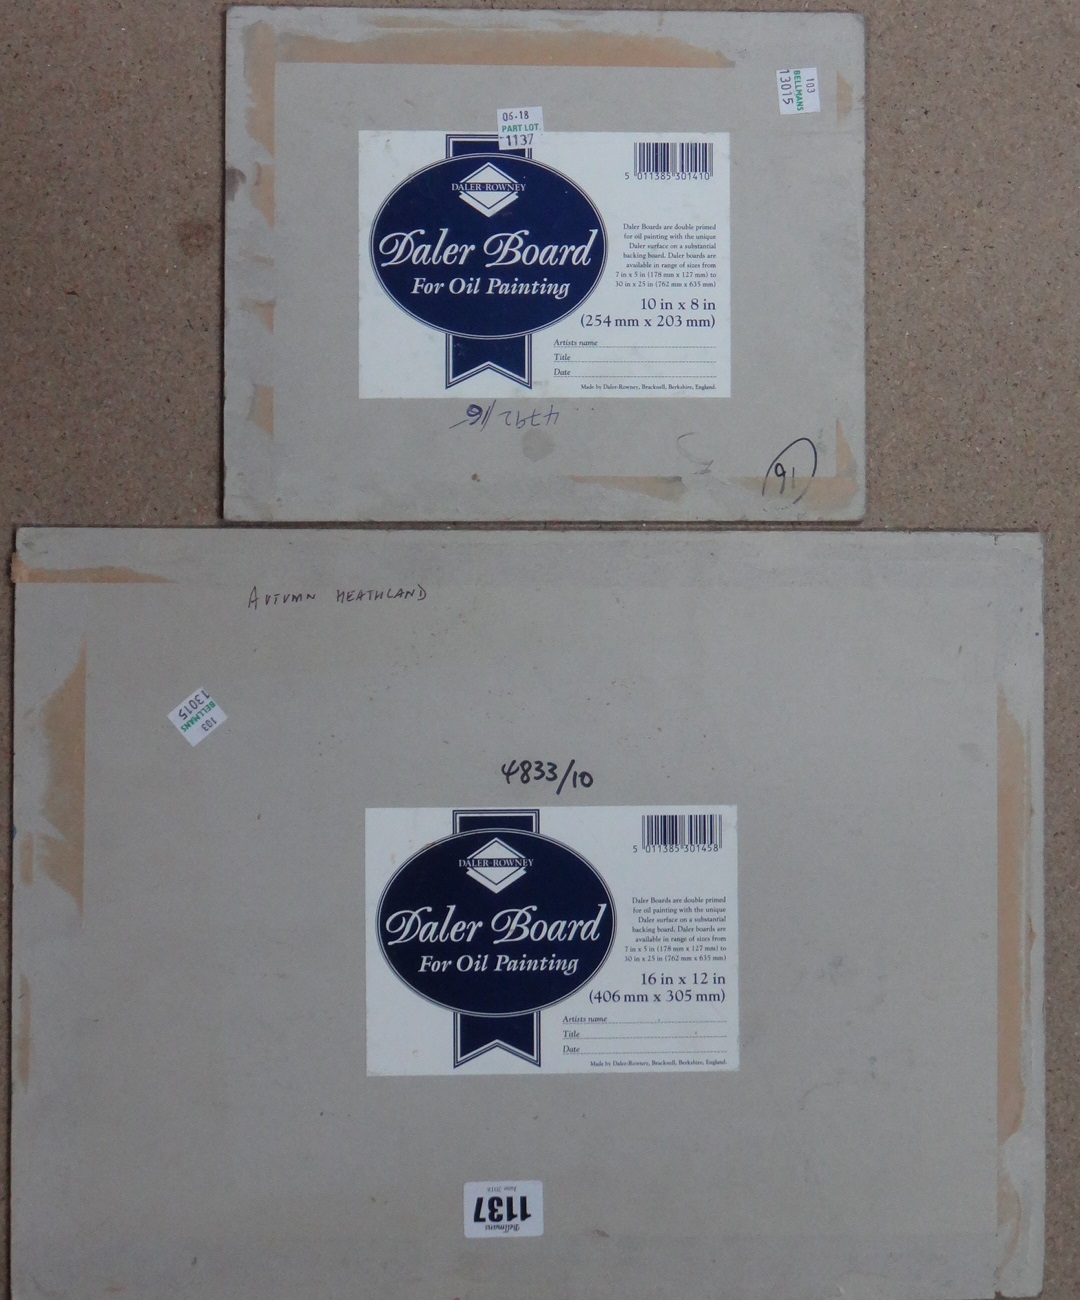 103
BELLMANS
13015
06-18
PART LOT.
1137
DALER-ROWNEY
Daler Board
For Oil Painting
5 011385 301410
Daler Boards are double primed
for oil painting with the unique
Daler surface on a substantial
backing board. Daler boards are
available in range of sizes from
7 in x 5 in (178 mm x 127 mm) to
30 in x 25 in (762 mm x 635 mm)
10 in x 8 in
(254 mm x 203 mm)
Artists name
Title
Date
Made by Daler-Rowney, Bracknell, Berkshire, England.
4792/16
91
AUTUMN HEATHLAND
103
BELLMANS
13015
4833/10
DALER-ROWNEY
Daler Board
For Oil Painting
5 011385 301458
Daler Boards are double primed
for oil painting with the unique
Daler surface on a substantial
backing board. Daler boards are
available in range of sizes from
7 in x 5 in (178 mm x 127 mm) to
30 in x 25 in (762 mm x 635 mm)
16 in x 12 in
(406 mm x 305 mm)
Artists name
Title
Date
Made by Daler-Rowney, Bracknell, Berkshire, England.
Bellmans
1137
June 2018